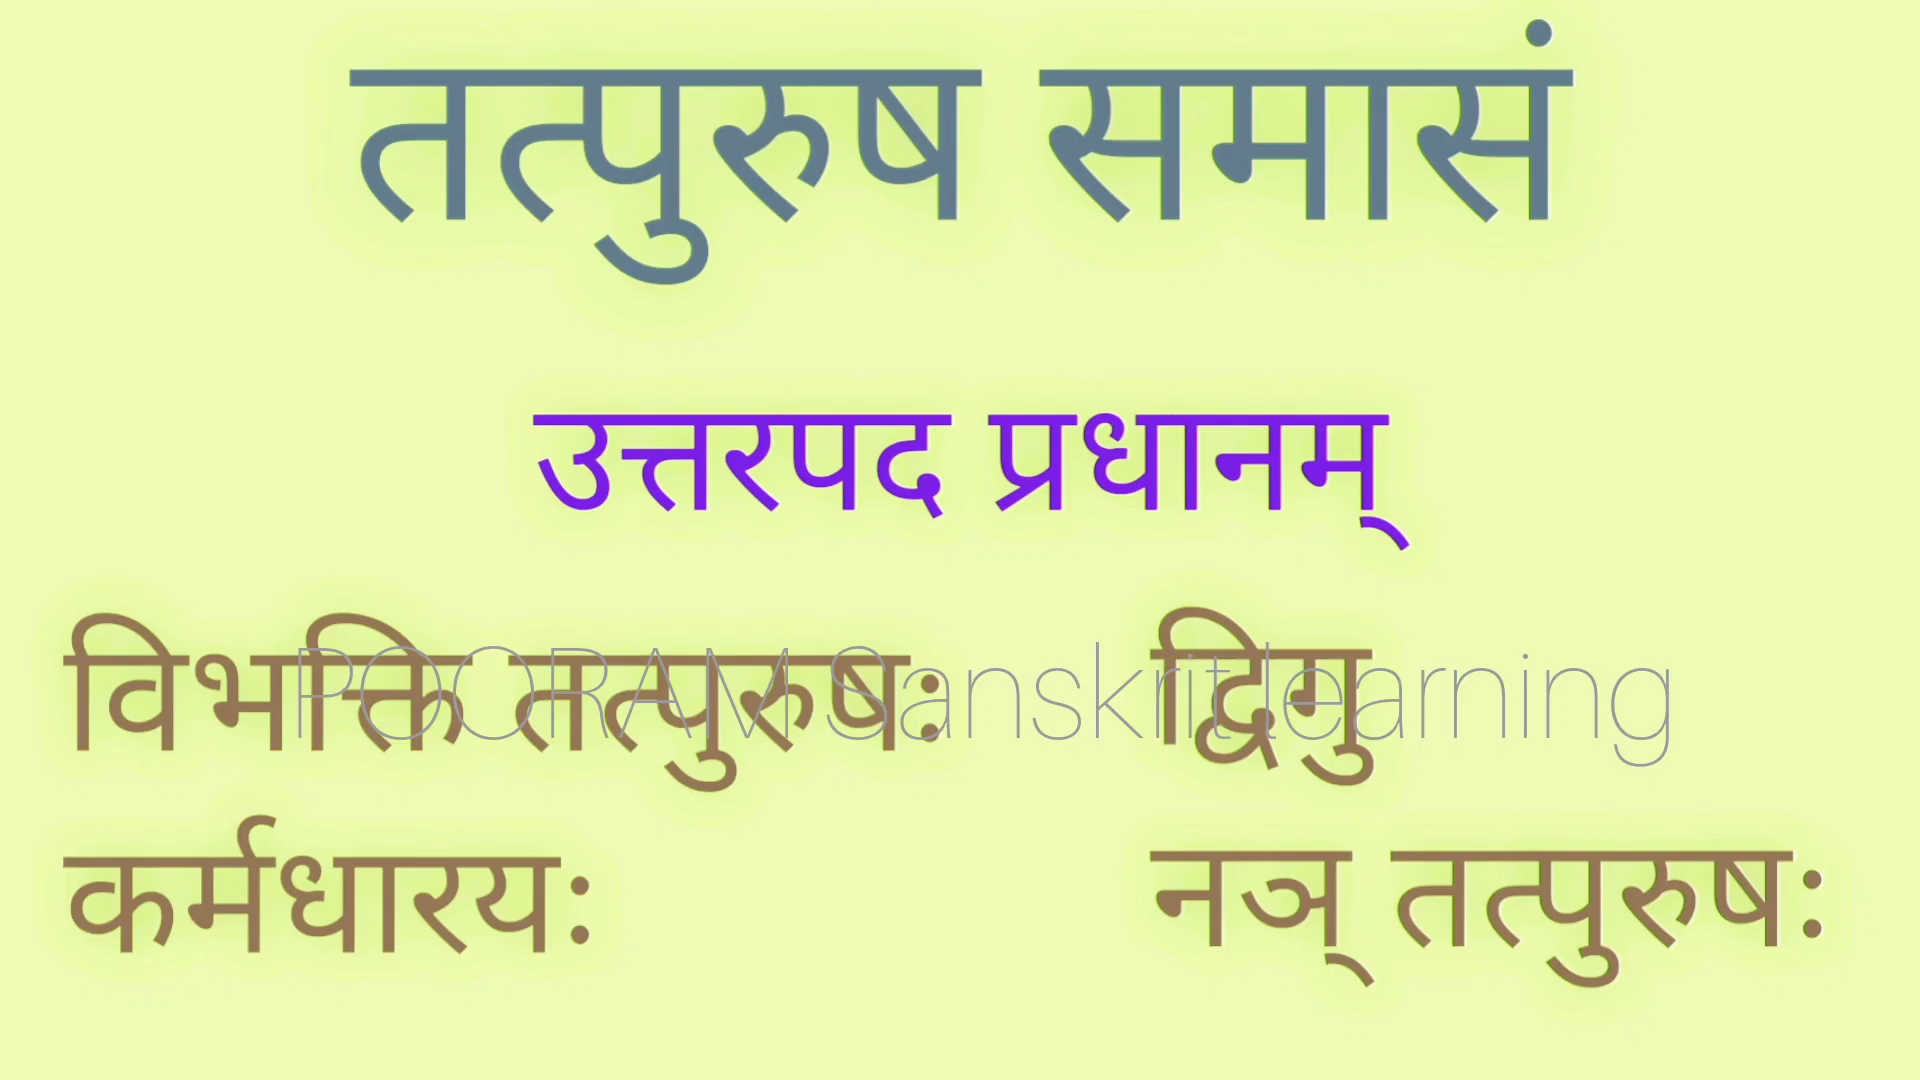 तत्पुरुष समासं
उत्तरपद प्रधानम्
विभक्ति तत्पुरुषः द्विगु
POORAM Sanskrit learning
कर्मधारयः नञ् तत्पुरुषः